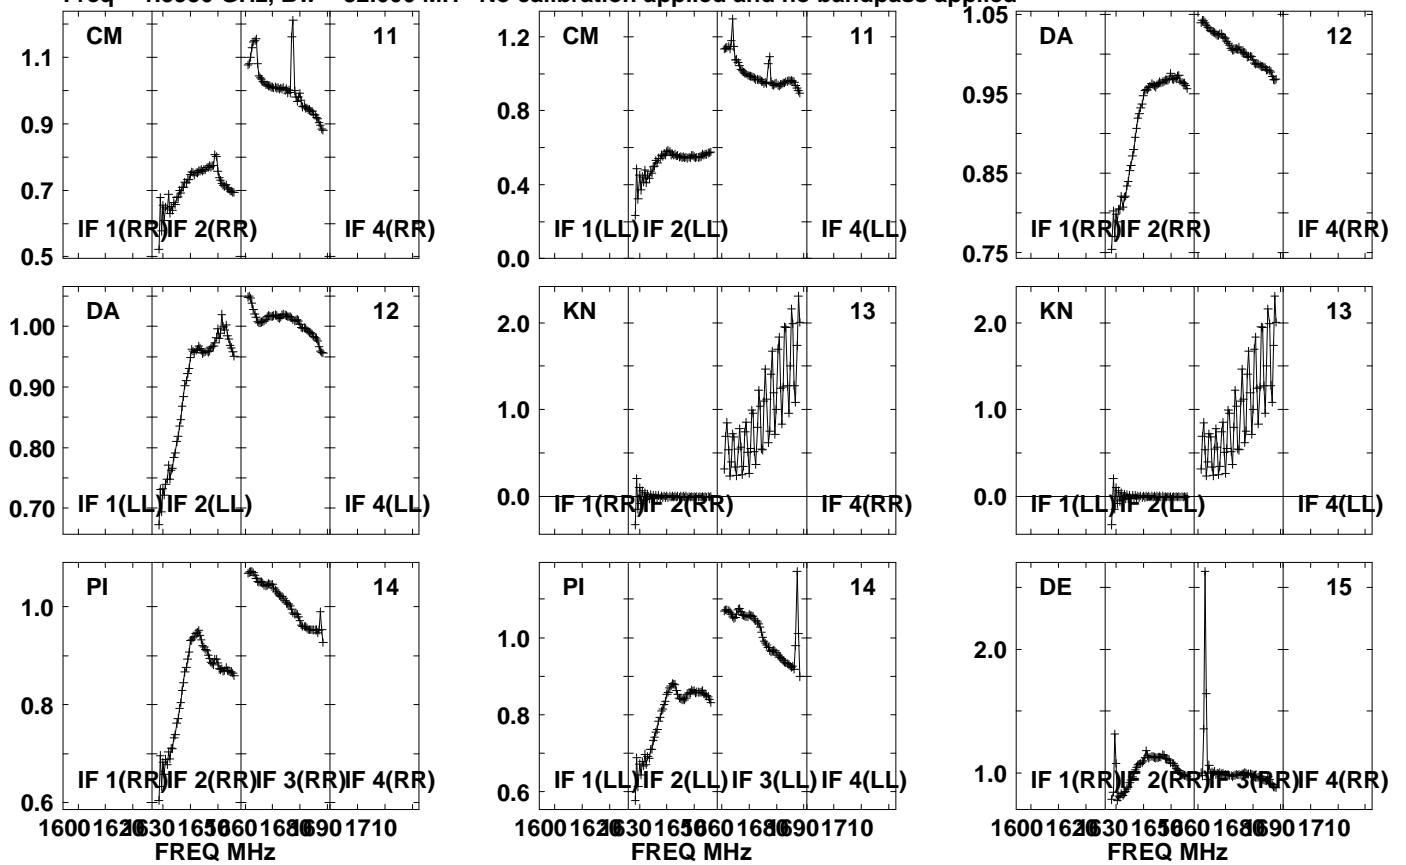 No calibration applied and no bandpass applied
CM 11
1.1
0.9
0.7
0.5
IF 1(RR) IF 2(RR) IF 4(RR)
CM 11
1.2
0.8
0.4
0.0
IF 1(LL) IF 2(LL) IF 4(LL)
DA 12
1.05
0.95
0.85
0.75
IF 1(RR) IF 2(RR) IF 4(RR)
DA 12
1.00
0.90
0.80
0.70
IF 1(LL) IF 2(LL) IF 4(LL)
KN 13
2.0
1.0
0.0
IF 1(RR) IF 2(RR) IF 4(RR)
KN 13
2.0
1.0
0.0
IF 1(LL) IF 2(LL) IF 4(LL)
PI 14
1.0
0.8
0.6
IF 1(RR) IF 2(RR) IF 3(RR) IF 4(RR)
PI 14
1.0
0.8
0.6
IF 1(LL) IF 2(LL) IF 3(LL) IF 4(LL)
DE 15
2.0
1.0
IF 1(RR) IF 2(RR) IF 3(RR) IF 4(RR)
1600 1620 1630 1650 1660 1680 1690 1710
FREQ MHz
1600 1620 1630 1650 1660 1680 1690 1710
FREQ MHz
1600 1620 1630 1650 1660 1680 1690 1710
FREQ MHz